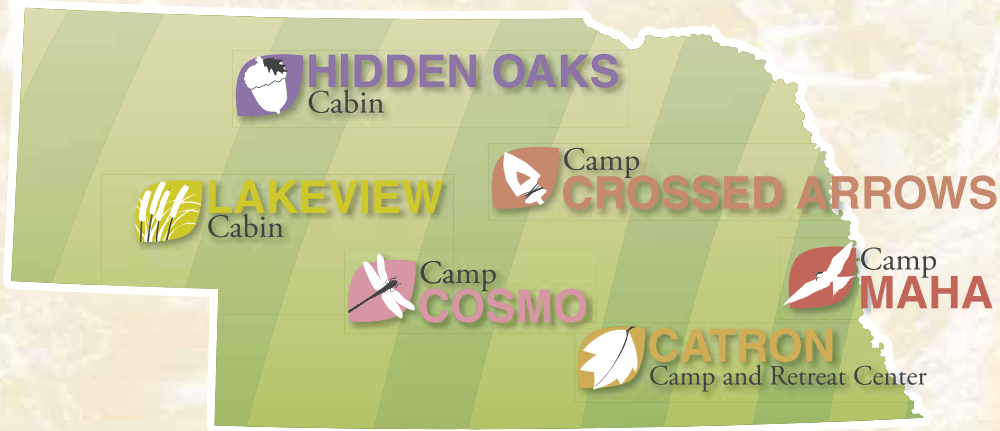 HIDDEN OAKS
Cabin
Camp
CROSSED ARROWS
LAKEVIEW
Cabin
Camp
COSMO
Camp
MAHA
CATRON
Camp and Retreat Center